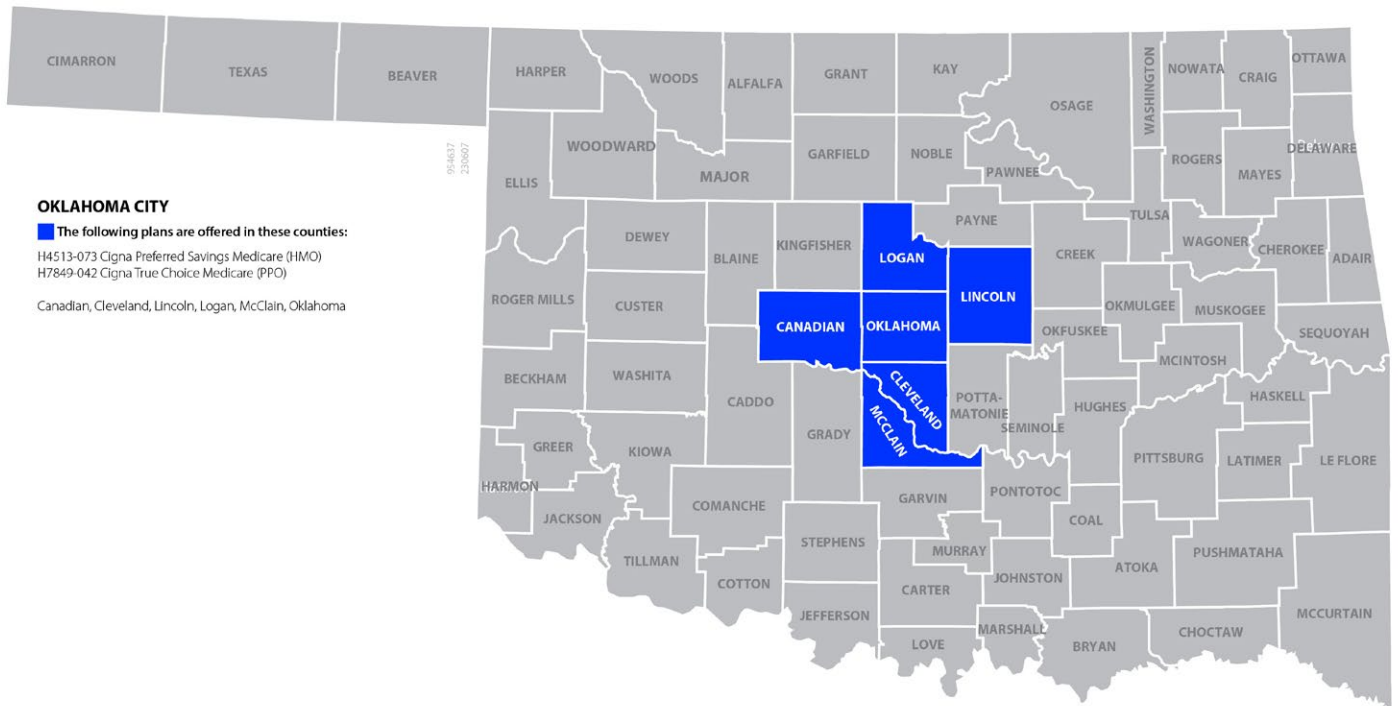 CIMARRON
TEXAS
BEAVER
HARPER
WOODS
ALFALFA
GRANT
KAY
OSAGE
WASHINGTON
NOWATA
CRAIG
OTTAWA
954637
230607
ELLIS
WOODWARD
MAJOR
GARFIELD
NOBLE
PAWNEE
ROGERS
MAYES
DELAWARE
OKLAHOMA CITY
The following plans are offered in these counties:
H4513-073 Cigna Preferred Savings Medicare (HMO)
H7849-042 Cigna True Choice Medicare (PPO)
Canadian, Cleveland, Lincoln, Logan, McClain, Oklahoma
DEWEY
BLAINE
KINGFISHER
LOGAN
PAYNE
CREEK
TULSA
WAGONER
CHEROKEE
ADAIR
ROGER MILLS
CUSTER
CANADIAN
OKLAHOMA
LINCOLN
OKFUSKEE
OKMULGEE
MUSKOGEE
SEQUOYAH
MCINTOSH
BECKHAM
WASHITA
CADDO
GRADY
CLEVELAND
MCCLAIN
POTTA-
MATONIE
SEMINOLE
HUGHES
HASKELL
GREER
KIOWA
PITTSBURG
LATIMER
LE FLORE
HARMON
JACKSON
COMANCHE
GARVIN
PONTOTOC
COAL
TILLMAN
COTTON
STEPHENS
MURRAY
JOHNSTON
ATOKA
PUSHMATAHA
JEFFERSON
CARTER
LOVE
MARSHALL
BRYAN
CHOCTAW
MCCURTAIN